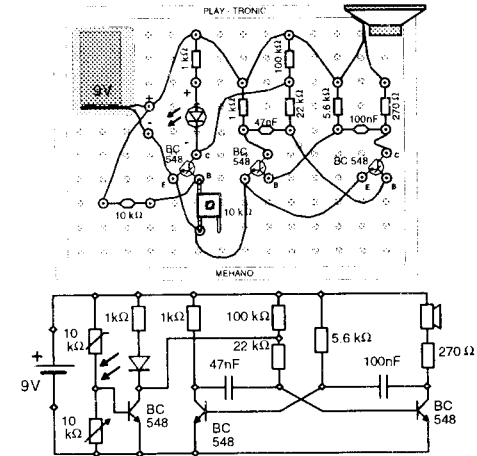 PLAY - TRONIC
9V
+
-
1 kΩ
+
-
100 kΩ
1 kΩ
22 kΩ
5.6 kΩ
270 Ω
47nF
100nF
BC
548
C
B
E
BC
548
BC 548
C
E
B
10 kΩ
10 kΩ
MEHANO
10
kΩ
1kΩ
1kΩ
100 kΩ
22 kΩ
5.6 kΩ
47nF
100nF
270 Ω
+
9V
10
kΩ
BC
548
BC
548
BC
548